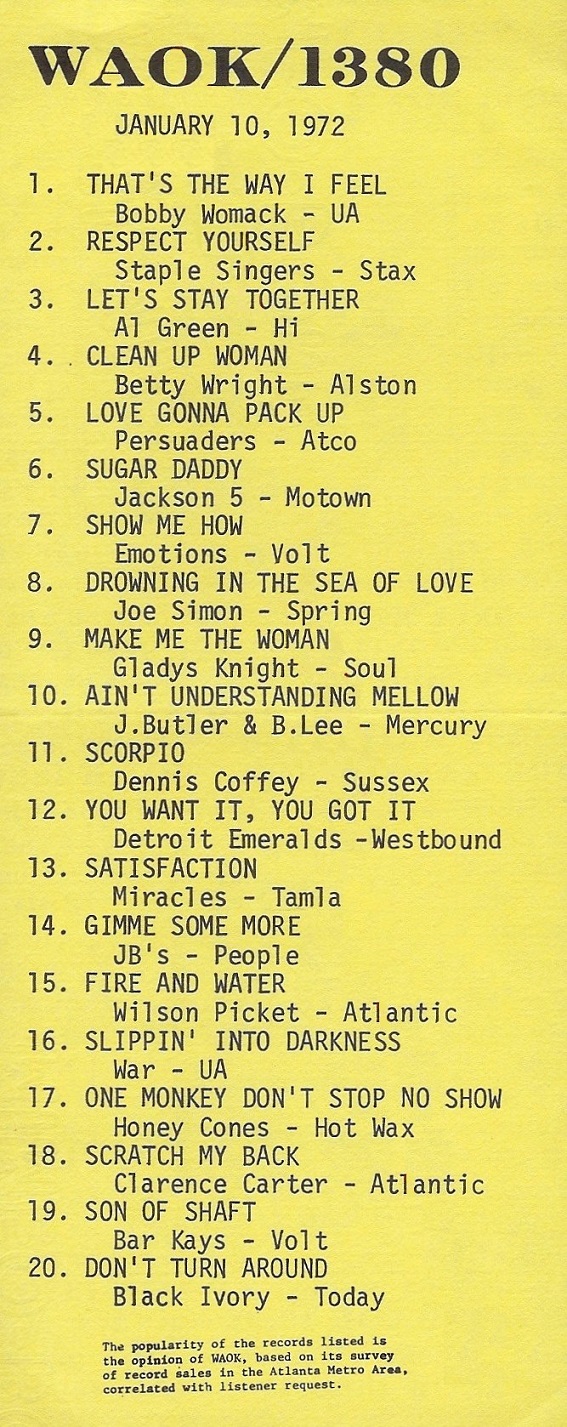 WAOK/1380
JANUARY 10, 1972
1. THAT'S THE WAY I FEEL
Bobby Womack - UA
2. RESPECT YOURSELF
Staple Singers - Stax
3. LET'S STAY TOGETHER
Al Green - Hi
4. CLEAN UP WOMAN
Betty Wright - Alston
5. LOVE GONNA PACK UP
Persuaders - Atco
6. SUGAR DADDY
Jackson 5 - Motown
7. SHOW ME HOW
Emotions - Volt
8. DROWNING IN THE SEA OF LOVE
Joe Simon - Spring
9. MAKE ME THE WOMAN
Gladys Knight - Soul
10. AIN'T UNDERSTANDING MELLOW
J.Butler & B.Lee - Mercury
11. SCORPIO
Dennis Coffey - Sussex
12. YOU WANT IT, YOU GOT IT
Detroit Emeralds -Westbound
13. SATISFACTION
Miracles - Tamla
14. GIMME SOME MORE
JB's - People
15. FIRE AND WATER
Wilson Picket - Atlantic
16. SLIPPIN' INTO DARKNESS
War - UA
17. ONE MONKEY DON'T STOP NO SHOW
Honey Cones - Hot Wax
18. SCRATCH MY BACK
Clarence Carter - Atlantic
19. SON OF SHAFT
Bar Kays - Volt
20. DON'T TURN AROUND
Black Ivory - Today
The popularity of the records listed is
the opinion of WAOK, based on its survey
of record sales in the Atlanta Metro Area,
correlated with listener request.